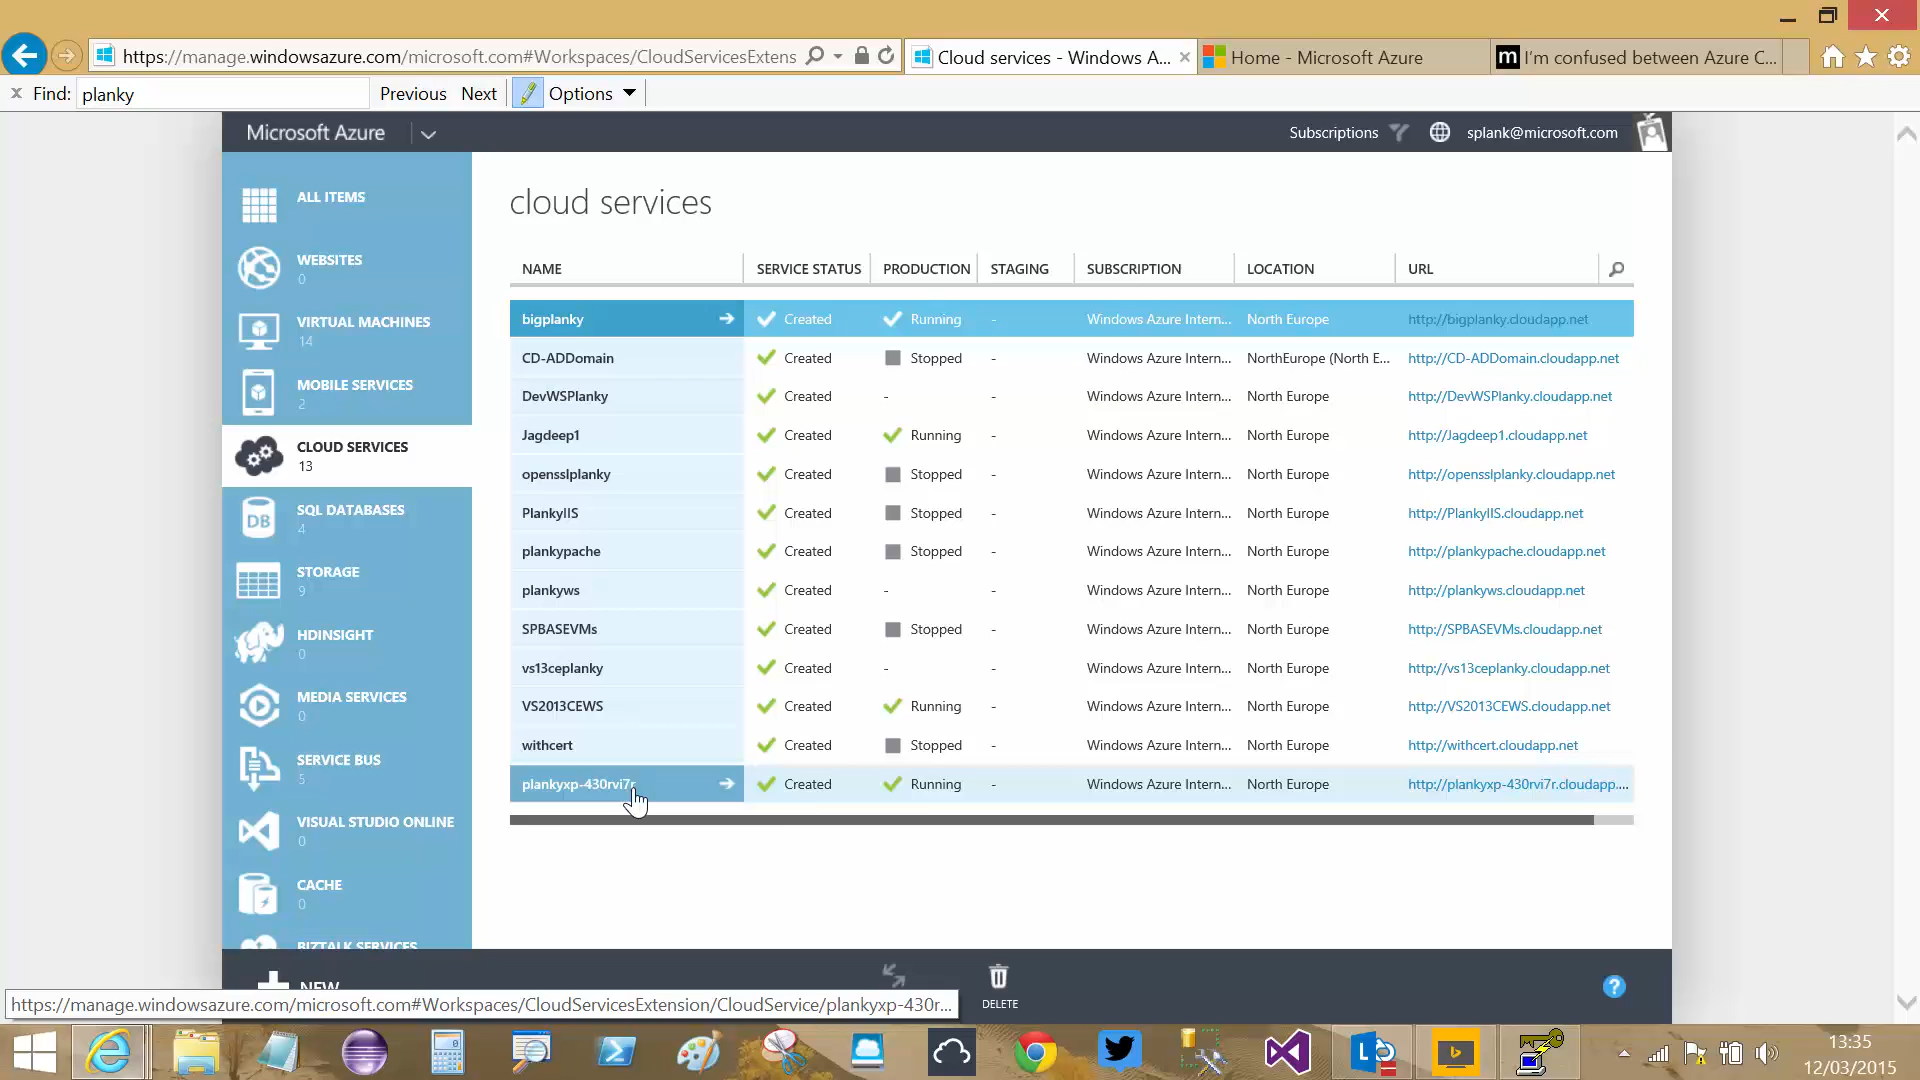 https://manage.windowsazure.com/microsoft.com#Workspaces/CloudServicesExtens
Cloud services - Windows A...
Home - Microsoft Azure
m I'm confused between Azure C...
Find: planky Previous Next Options
Microsoft Azure
Subscriptions splank@microsoft.com
ALL ITEMS
WEBSITES
0
VIRTUAL MACHINES
14
MOBILE SERVICES
2
CLOUD SERVICES
13
SQL DATABASES
4
STORAGE
9
HDINSIGHT
0
MEDIA SERVICES
0
SERVICE BUS
5
VISUAL STUDIO ONLINE
0
CACHE
0
BIZTALK SERVICES
cloud services
NAME SERVICE STATUS PRODUCTION STAGING SUBSCRIPTION LOCATION URL
bigplanky Created Running - Windows Azure Intern... North Europe http://bigplanky.cloudapp.net
CD-ADDomain Created Stopped - Windows Azure Intern... NorthEurope (North E... http://CD-ADDomain.cloudapp.net
DevWSPlanky Created - - Windows Azure Intern... North Europe http://DevWSPlanky.cloudapp.net
Jagdeep1 Created Running - Windows Azure Intern... North Europe http://Jagdeep1.cloudapp.net
opensslplanky Created Stopped - Windows Azure Intern... North Europe http://opensslplanky.cloudapp.net
PlankyIIS Created Stopped - Windows Azure Intern... North Europe http://PlankyIIS.cloudapp.net
plankypache Created Stopped - Windows Azure Intern... North Europe http://plankypache.cloudapp.net
plankyws Created - - Windows Azure Intern... North Europe http://plankyws.cloudapp.net
SPBASEVMs Created Stopped - Windows Azure Intern... North Europe http://SPBASEVMs.cloudapp.net
vs13ceplanky Created - - Windows Azure Intern... North Europe http://vs13ceplanky.cloudapp.net
VS2013CEWS Created Running - Windows Azure Intern... North Europe http://VS2013CEWS.cloudapp.net
withcert Created Stopped - Windows Azure Intern... North Europe http://withcert.cloudapp.net
plankyxp-430rvi7r Created Running - Windows Azure Intern... North Europe http://plankyxp-430rvi7r.cloudapp....
NEW
DELETE
?
https://manage.windowsazure.com/microsoft.com#Workspaces/CloudServicesExtension/CloudService/plankyxp-430r...
DB
13:35
12/03/2015